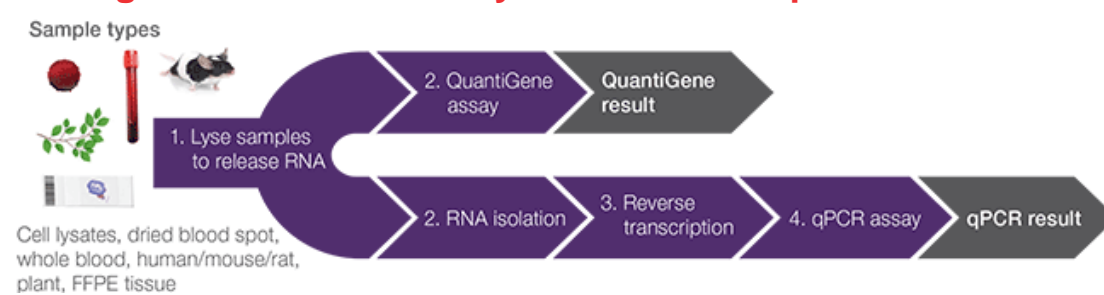 Sample types
1. Lyse samples
to release RNA
2. QuantiGene
assay
QuantiGene
result
2. RNA isolation
3. Reverse
transcription
4. qPCR assay
qPCR result
Cell lysates, dried blood spot,
whole blood, human/mouse/rat,
plant, FFPE tissue